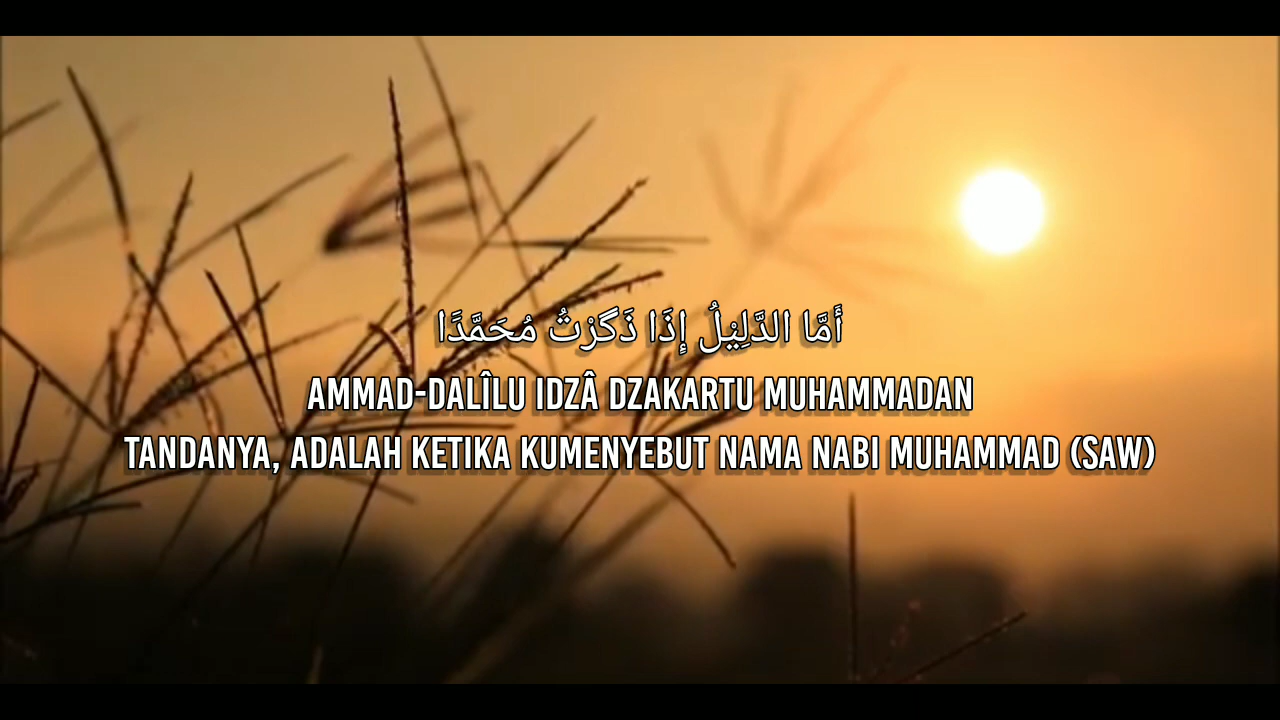 أَمَّا الدَّلِيْلُ إِذَا ذَكَرْتُ مُحَمَّدًا
AMMAD-DALÎLU IDZÂ DZAKARTU MUHAMMADAN
TANDANYA, ADALAH KETIKA KUMENYEBUT NAMA NABI MUHAMMAD (SAW)